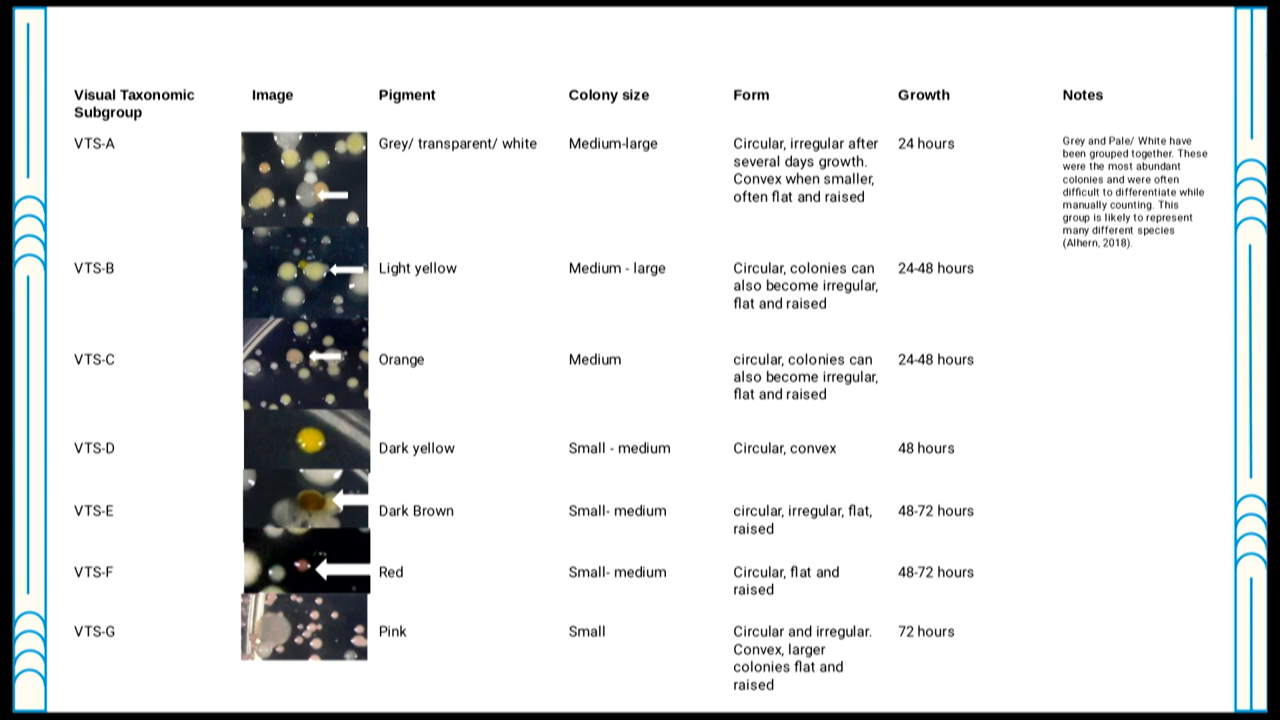 Visual Taxonomic
Subgroup
Image
Pigment
Colony size
Form
Growth
Notes
VTS-A
Grey/ transparent/ white
Medium-large
Circular, irregular after
several days growth.
Convex when smaller,
often flat and raised
24 hours
Grey and Pale/ White have
been grouped together. These
were the most abundant
colonies and were often
difficult to differentiate while
manually counting. This
group is likely to represent
many different species
(Alhern, 2018).
VTS-B
Light yellow
Medium - large
Circular, colonies can
also become irregular,
flat and raised
24-48 hours
VTS-C
Orange
Medium
circular, colonies can
also become irregular,
flat and raised
24-48 hours
VTS-D
Dark yellow
Small - medium
Circular, convex
48 hours
VTS-E
Dark Brown
Small- medium
circular, irregular, flat,
raised
48-72 hours
VTS-F
Red
Small- medium
Circular, flat and
raised
48-72 hours
VTS-G
Pink
Small
Circular and irregular.
Convex, larger
colonies flat and
raised
72 hours